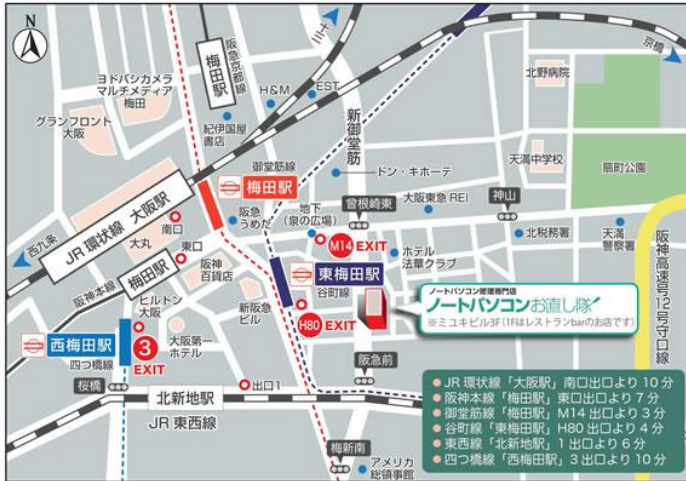 N
ヨドバシカメラ
マルチメディア
梅田
グランフロント
大阪
阪急京都線
梅田駅
H&M
EST
十三
京橋
紀伊國屋
書店
新御堂筋
北野病院
天満中学校
扇町公園
ドン・キホーテ
御堂筋線
梅田駅
大阪東急 REI
神山
曽根崎東
JR 環状線 大阪駅
南口
大丸
東口
西九条
阪急
うめだ
地下
(泉の広場)
M14 EXIT
ホテル
法華クラブ
北税務署
天満
警察署
阪神高速号12号守口線
阪神本線
梅田駅
阪神
百貨店
東梅田駅
谷町線
新阪急
ビル
H80 EXIT
ノートパソコン修理専門店
ノートパソコンお直し隊
※ミユキビル3F(1Fはレストランbarのお店です)
ヒルトン
大阪
西梅田駅
四つ橋線
3
EXIT
大阪第一
ホテル
阪急前
桜橋
北新地駅
出口1
JR 東西線
梅新南
アメリカ
総領事館
JR 環状線「大阪駅」南口出口より 10 分
阪神本線「梅田駅」東口出口より 7 分
御堂筋線「梅田駅」M14 出口より 3 分
谷町線「東梅田駅」H80 出口より 4 分
東西線「北新地駅」1 出口より 6 分
四つ橋線「西梅田駅」3 出口より 10 分